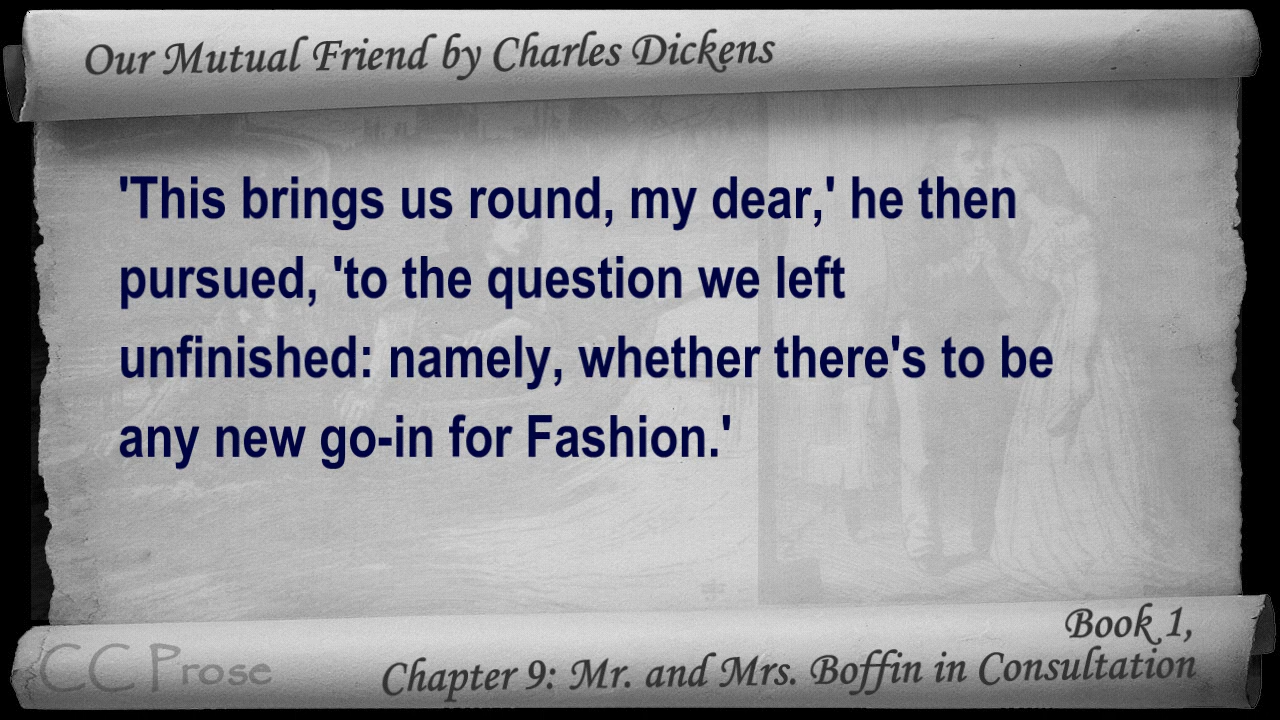 Our Mutual Friend by Charles Dickens
'This brings us round, my dear,' he then
pursued, 'to the question we left
unfinished: namely, whether there's to be
any new go-in for Fashion.'
Book 1,
CC Prose
Chapter 9: Mr. and Mrs. Boffin in Consultation